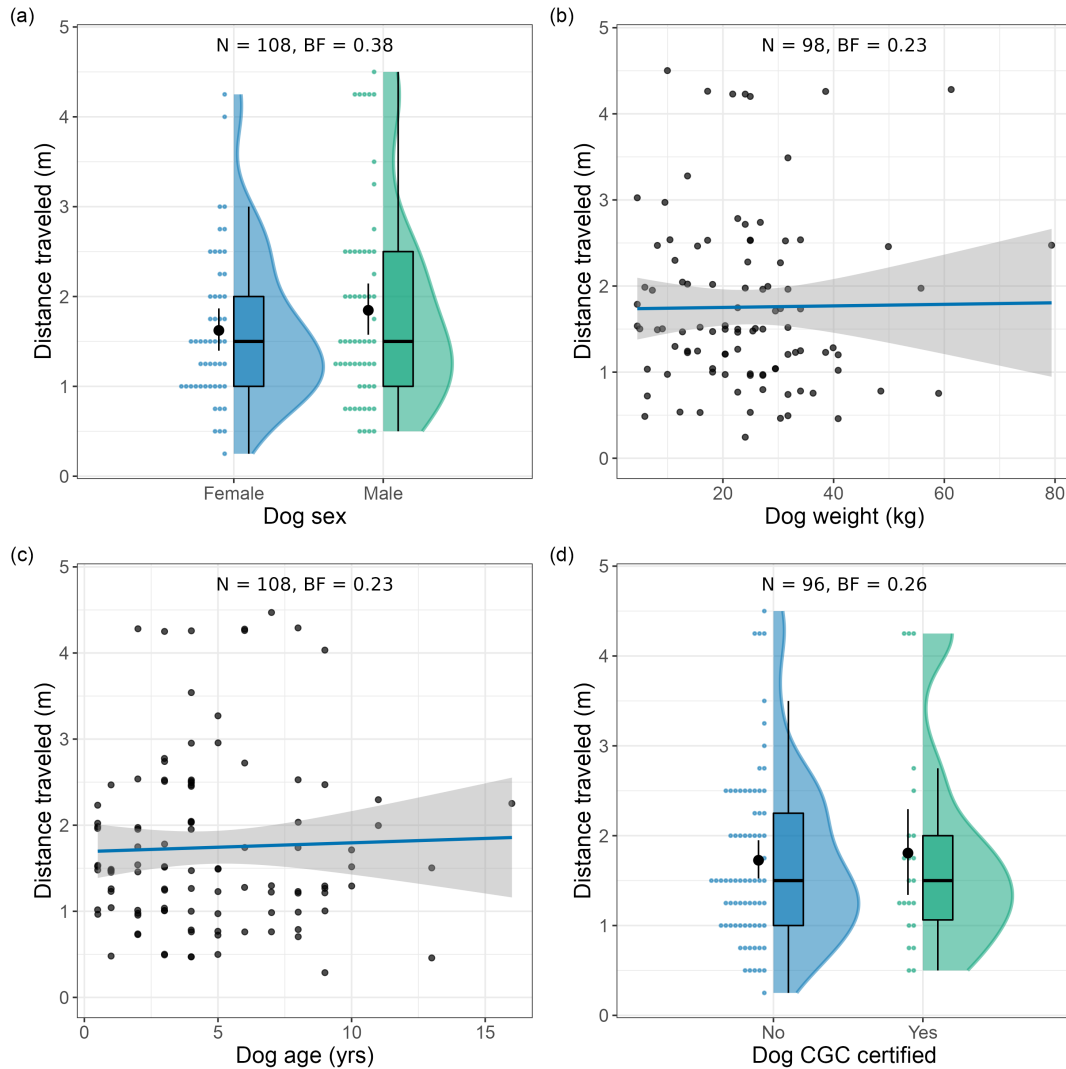 (a)
N = 108, BF = 0.38
Distance traveled (m)
5
4
3
2
1
0
Female Male
Dog sex
(b)
N = 98, BF = 0.23
Distance traveled (m)
5
4
3
2
1
0
20 40 60 80
Dog weight (kg)
(c)
N = 108, BF = 0.23
Distance traveled (m)
5
4
3
2
1
0
0 5 10 15
Dog age (yrs)
(d)
N = 96, BF = 0.26
Distance traveled (m)
5
4
3
2
1
0
No Yes
Dog CGC certified